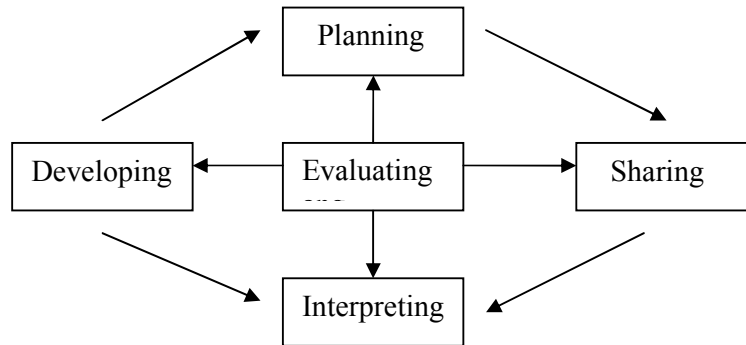 Planning
Developing
Evaluating
Sharing
Interpreting